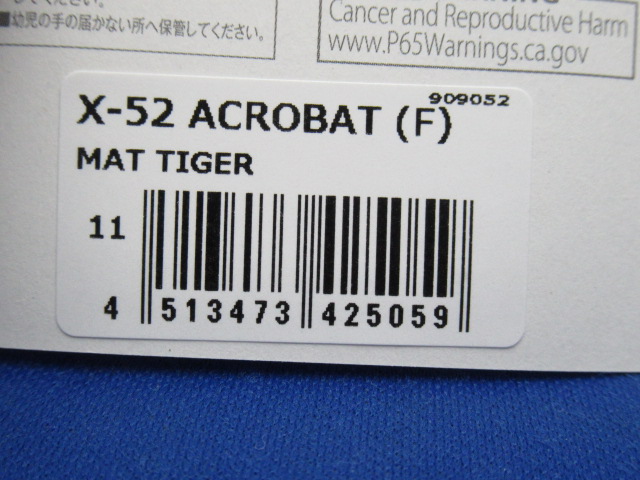 ■幼児の手の届かない所へ保管してください。
Cancer and Reproductive Harm
www.P65Warnings.ca.gov
909052
X-52 ACROBAT (F)
MAT TIGER
11
4 513473 425059